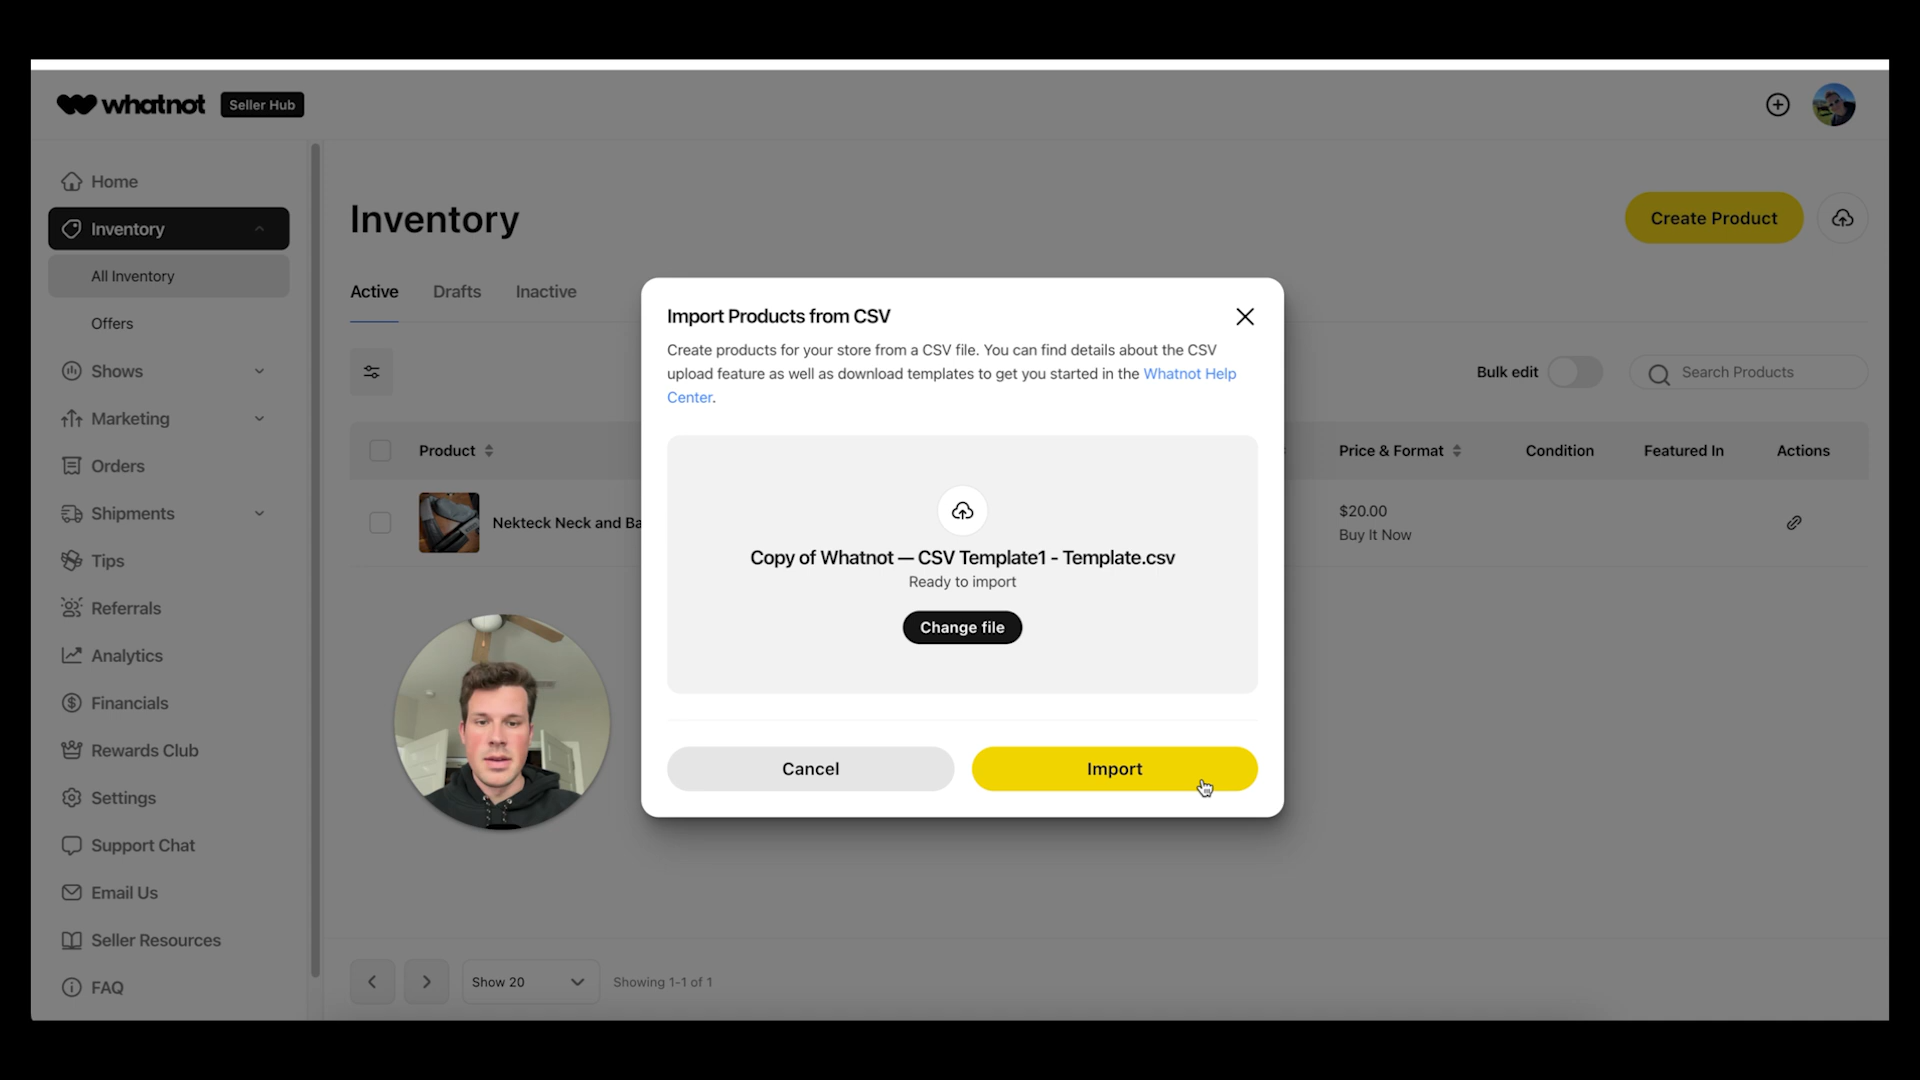 whatnot Seller Hub
Home
Inventory
All Inventory
Offers
Shows
Marketing
Orders
Shipments
Tips
Referrals
Analytics
Financials
Rewards Club
Settings
Support Chat
Email Us
Seller Resources
FAQ
Inventory
Create Product
Active Drafts Inactive
Bulk edit
Search Products
Product Price & Format Condition Featured In Actions
Nekteck Neck and Ba
$20.00
Buy It Now
Import Products from CSV
Create products for your store from a CSV file. You can find details about the CSV
upload feature as well as download templates to get you started in the Whatnot Help
Center.
Copy of Whatnot — CSV Template1 - Template.csv
Ready to import
Change file
Cancel Import
Show 20
Showing 1-1 of 1